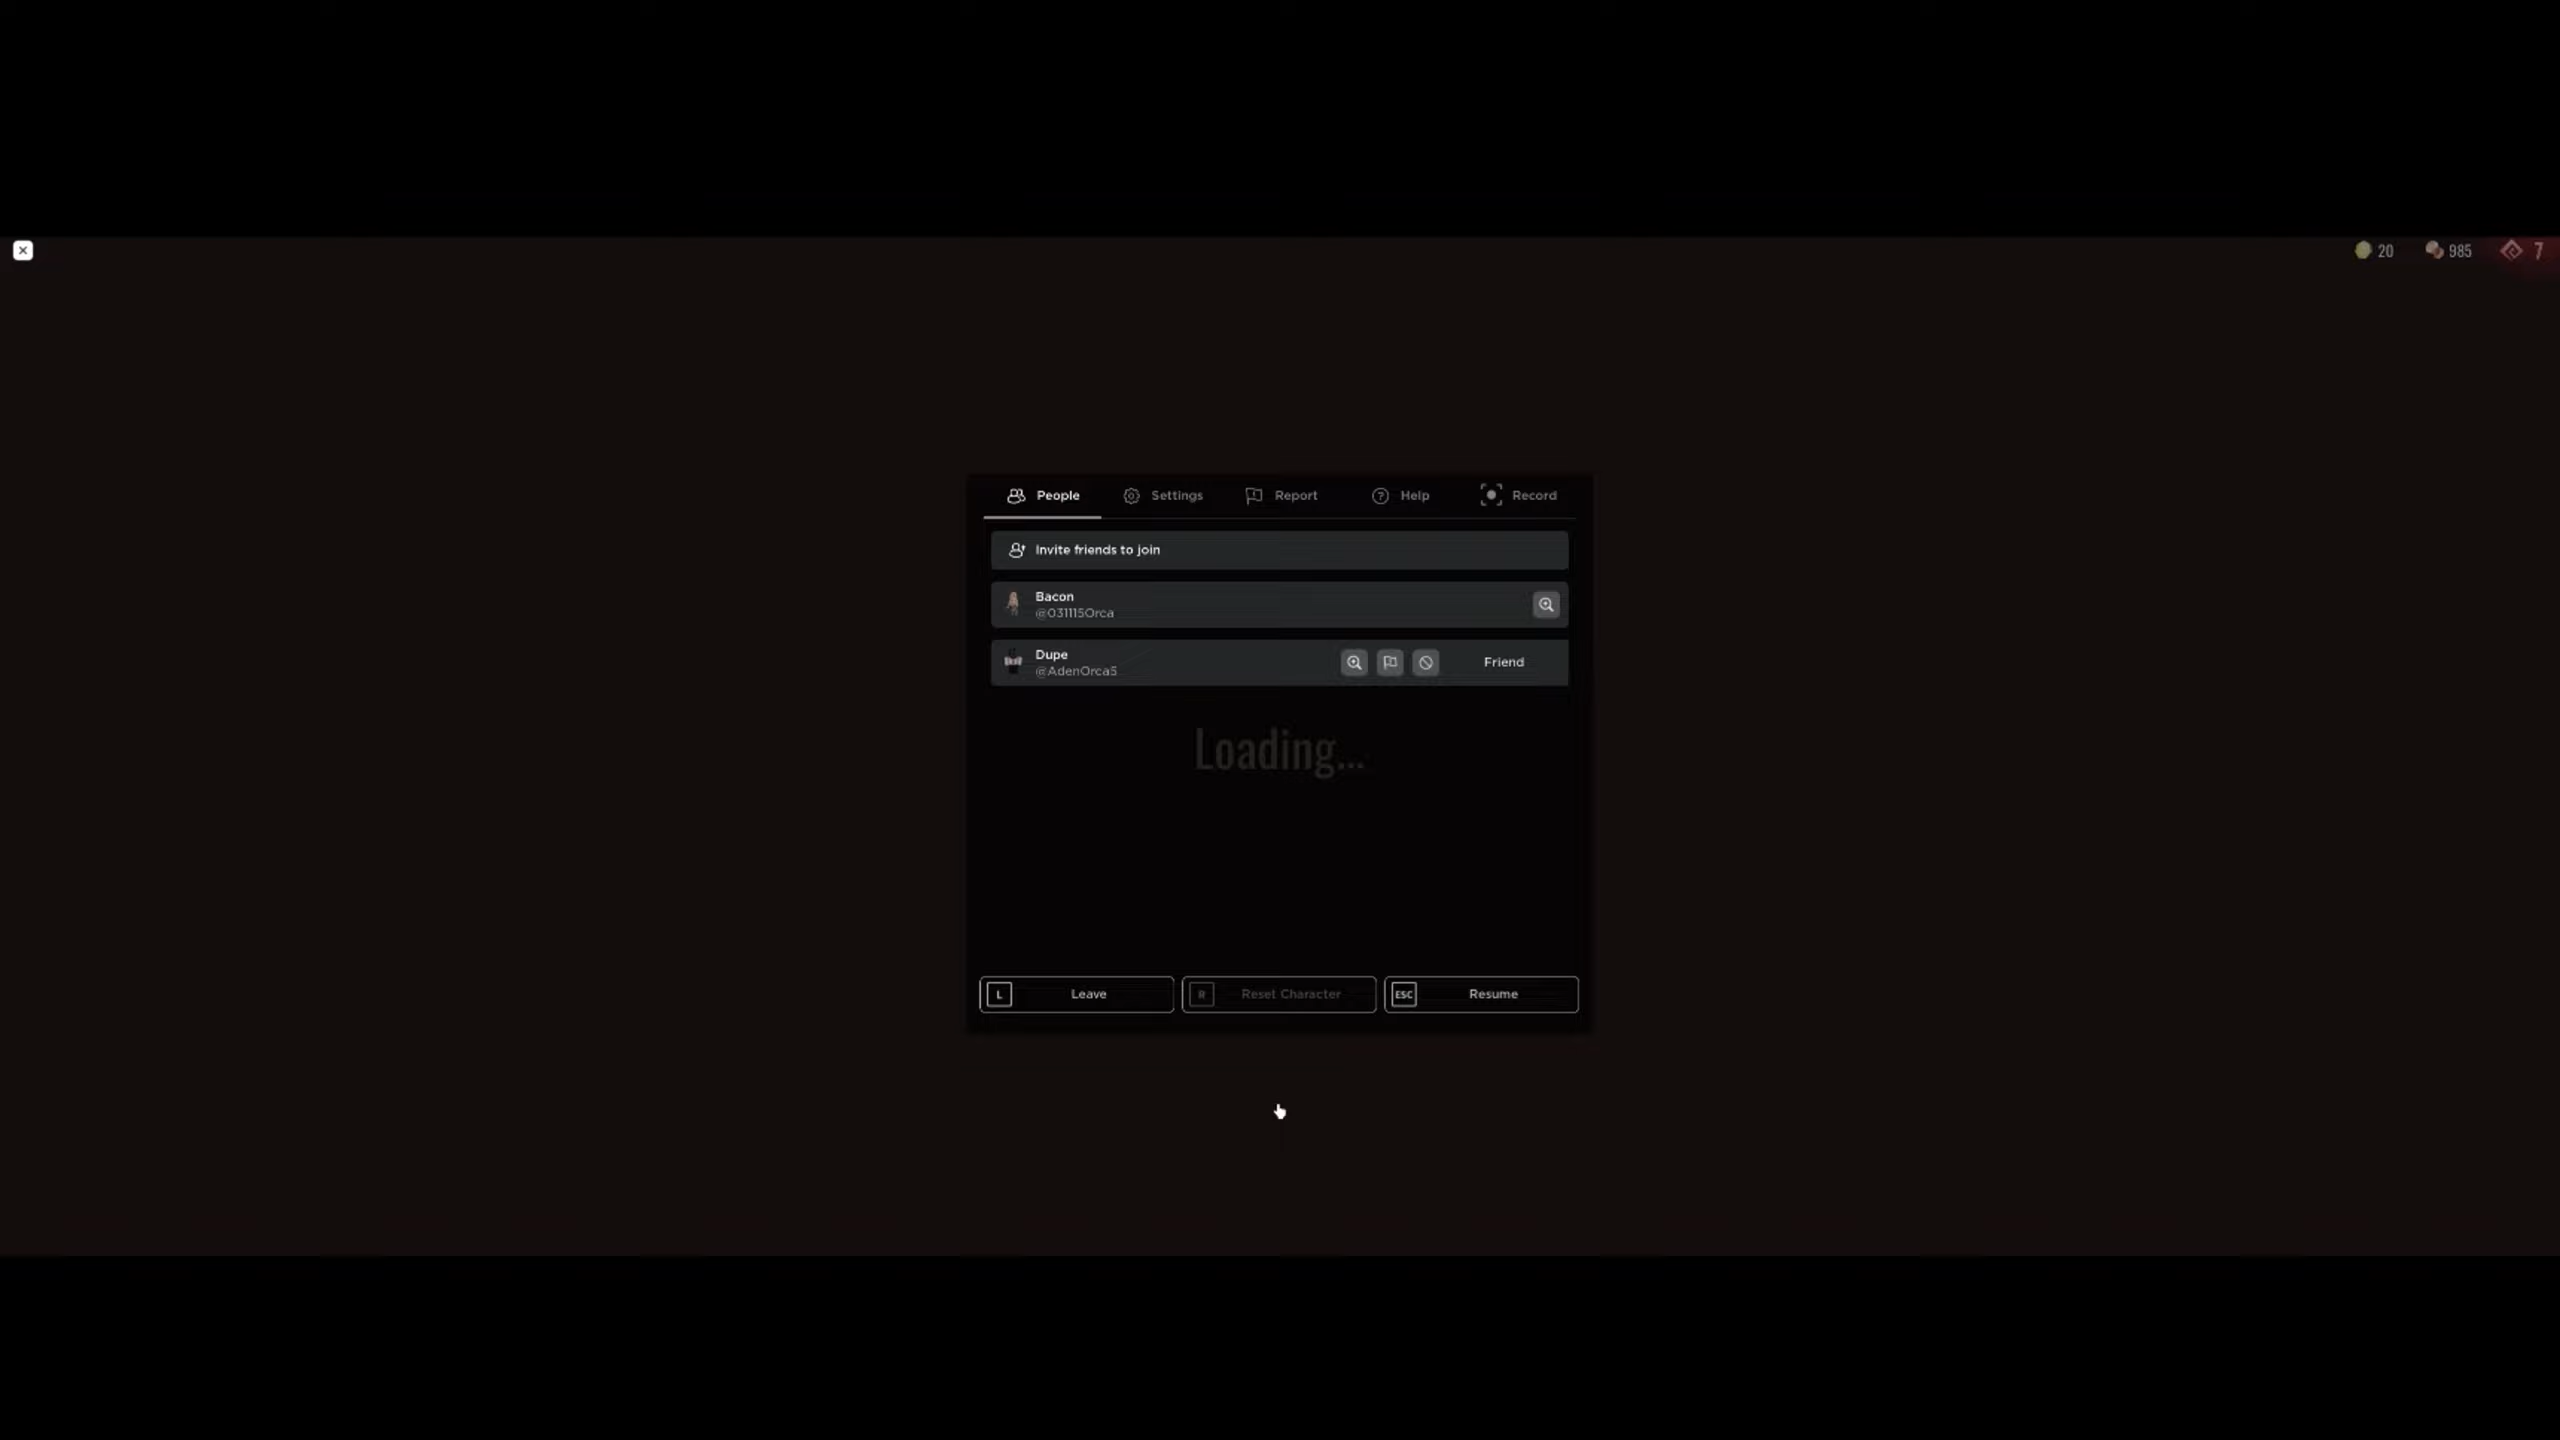 20 985 7
People Settings Report Help Record
Invite friends to join
Bacon
@031115Orca
Dupe
@AdenOrca5
Friend
Loading...
L Leave R Reset Character ESC Resume